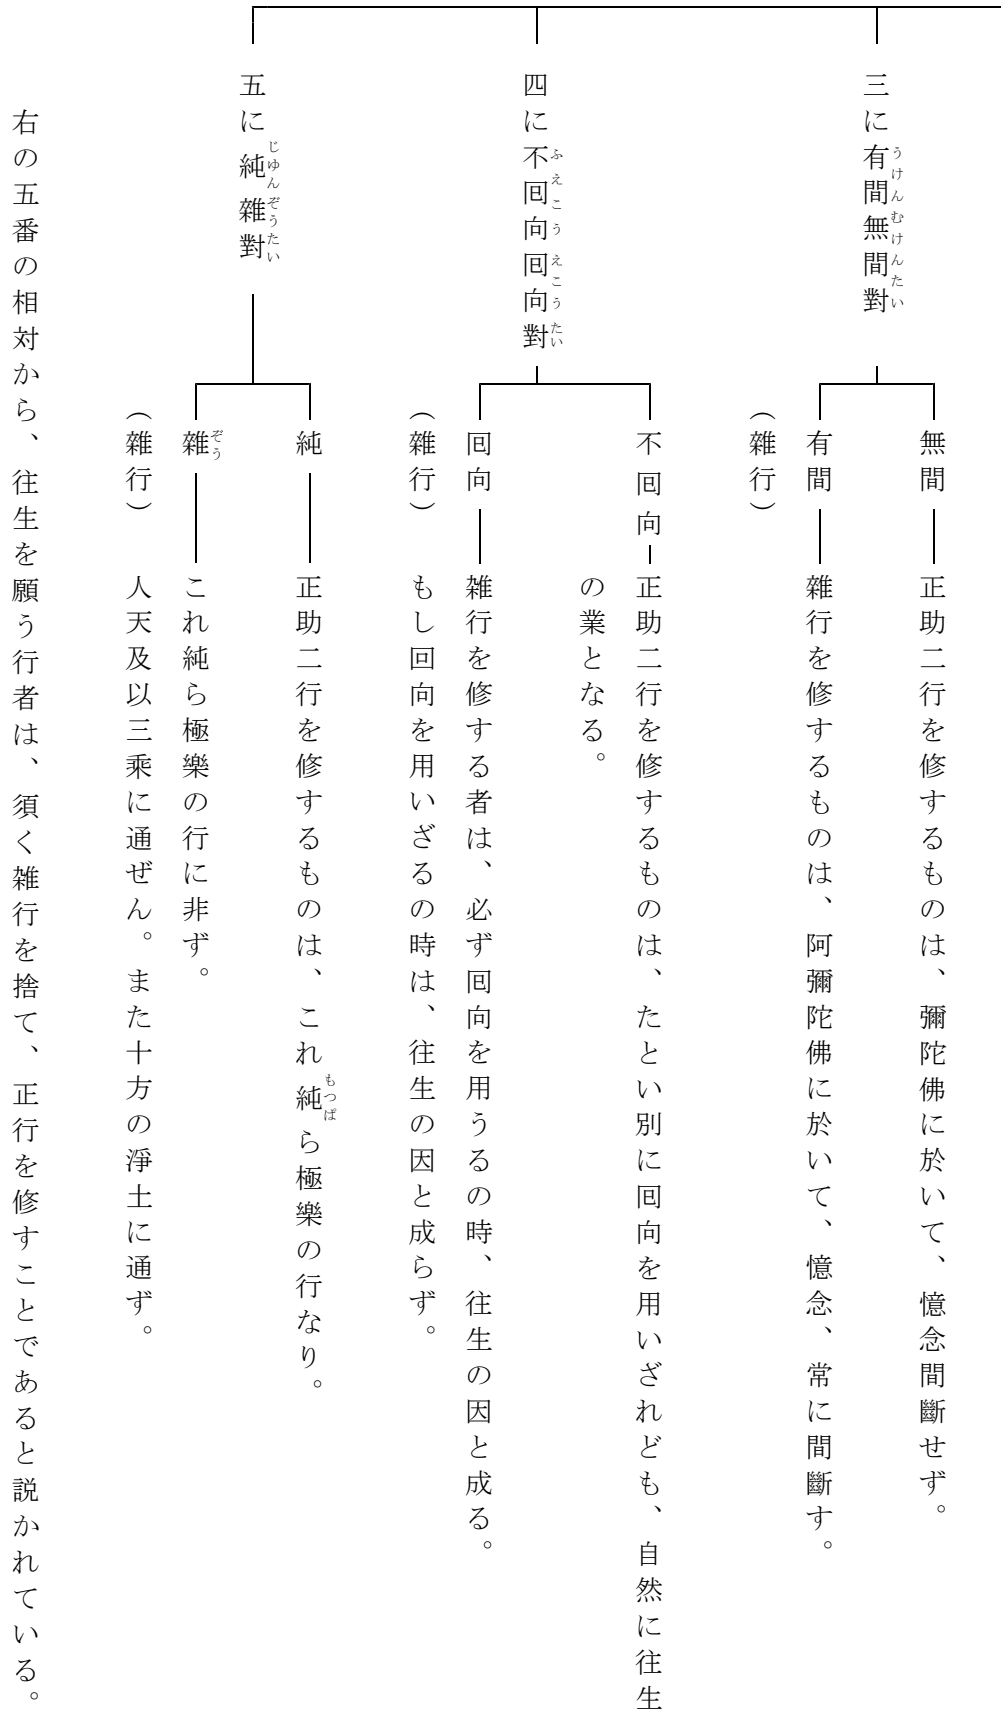 三に有間無間對
無間
正助二行を修するものは、彌陀佛に於いて、憶念間斷せず。
有間
雜行を修するものは、阿彌陀佛に於いて、憶念、常に間斷す。
（雜行）
四に不囘向囘向對
不囘向
正助二行を修するものは、たとい別に囘向を用いざれども、自然に往生
の業となる。
囘向
雑行を修する者は、必ず囘向を用うるの時、往生の因と成る。
（雜行）
もし回向を用いざるの時は、往生の因と成らず。
五に純雜對
純
正助二行を修するものは、これ純ら極樂の行なり。
雜
これ純ら極樂の行に非ず。
（雜行）
人天及以三乘に通ぜん。また十方の淨土に通ず。
右の五番の相対から、往生を願う行者は、須く雑行を捨て、正行を修すことであると説かれている。